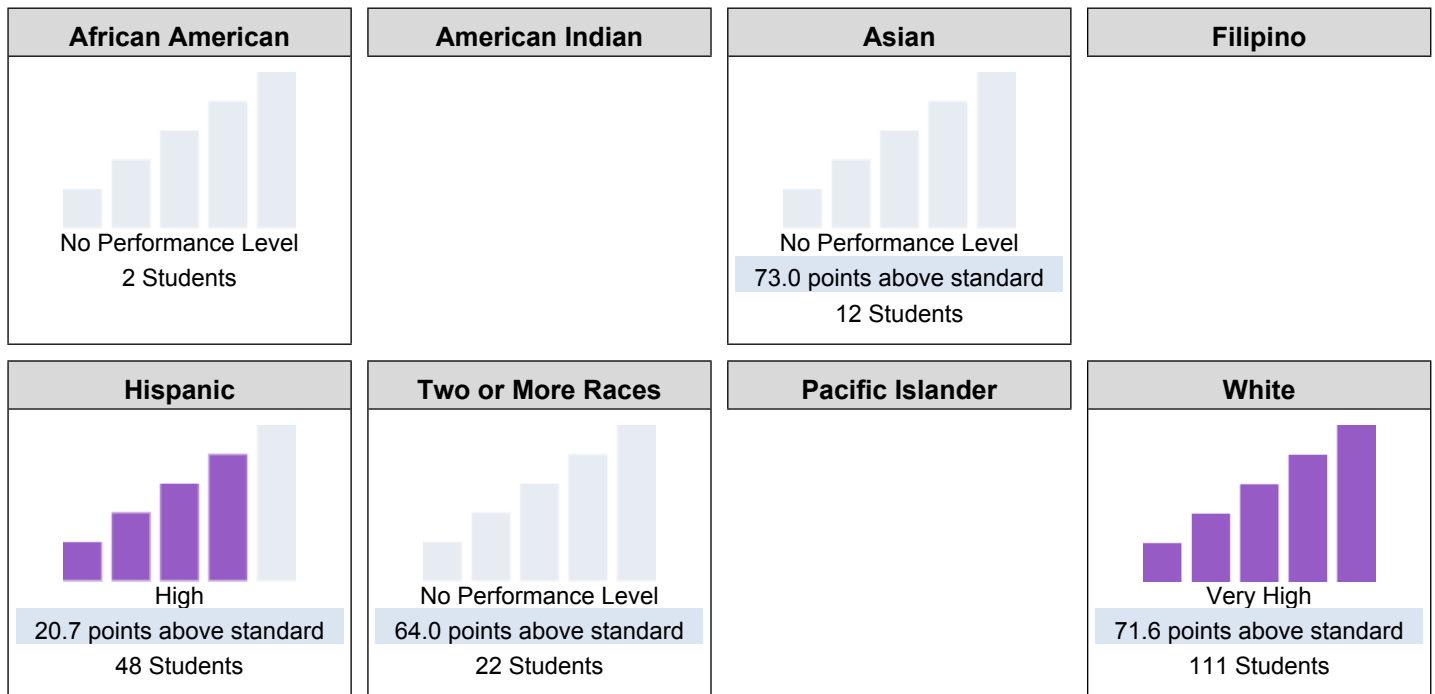 African American
American Indian
Asian
Filipino
No Performance Level
2 Students
No Performance Level
73.0 points above standard
12 Students
Hispanic
Two or More Races
Pacific Islander
White
High
20.7 points above standard
48 Students
No Performance Level
64.0 points above standard
22 Students
Very High
71.6 points above standard
111 Students